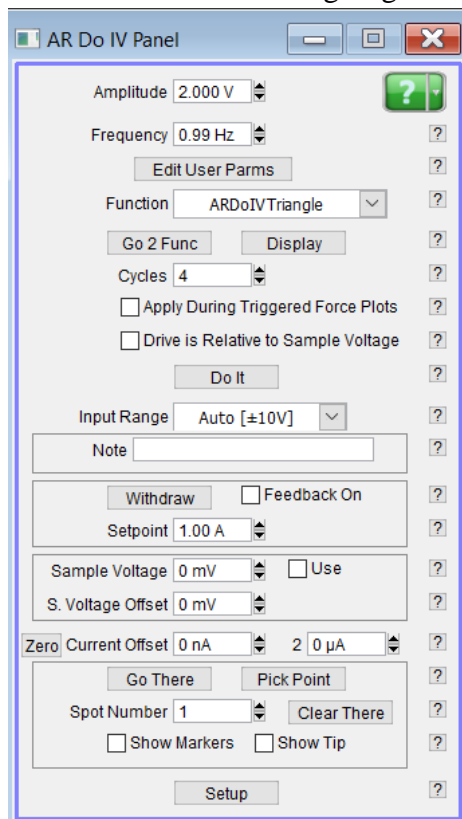 AR Do IV Panel
Amplitude 2.000 V ?
Frequency 0.99 Hz ?
Edit User Parms ?
Function ARDoIVTriangle ?
Go 2 Func Display ?
Cycles 4 ?
Apply During Triggered Force Plots ?
Drive is Relative to Sample Voltage ?
Do It ?
Input Range Auto [±10V] ?
Note ?
Withdraw Feedback On ?
Setpoint 1.00 A ?
Sample Voltage 0 mV Use ?
S. Voltage Offset 0 mV ?
Zero Current Offset 0 nA 2 0 µA ?
Go There Pick Point ?
Spot Number 1 Clear There ?
Show Markers Show Tip ?
Setup ?